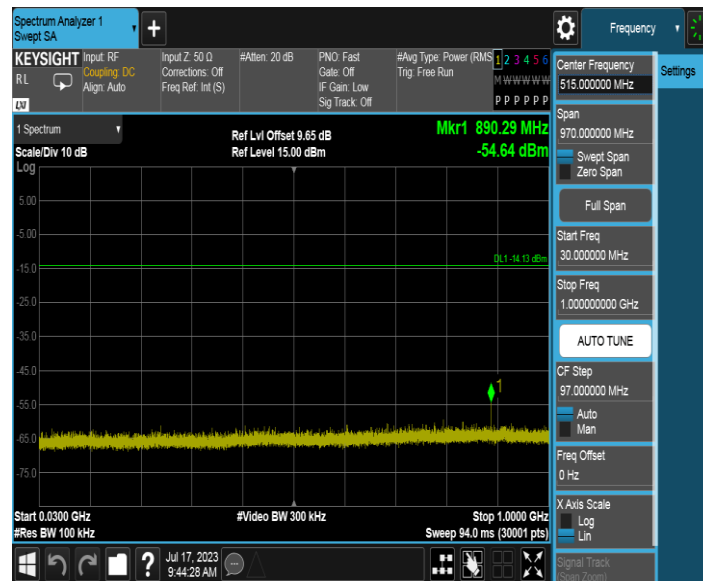 Spectrum Analyzer 1
Swept SA
Frequency
KEYSIGHT
RL
LXI
Input: RF
Coupling: DC
Align: Auto
Input Z: 50 Ω
Corrections: Off
Freq Ref: Int (S)
#Atten: 20 dB
PNO: Fast
Gate: Off
IF Gain: Low
Sig Track: Off
#Avg Type: Power (RMS
Trig: Free Run
1 2 3 4 5 6
M W W W W W
P P P P P P
Center Frequency
515.000000 MHz
Settings
Span
970.000000 MHz
Swept Span
Zero Span
Full Span
Start Freq
30.000000 MHz
Stop Freq
1.000000000 GHz
AUTO TUNE
CF Step
97.000000 MHz
Auto
Man
Freq Offset
0 Hz
X Axis Scale
Log
Lin
Signal Track
(Span Zoom)
1 Spectrum
Scale/Div 10 dB
Ref Lvl Offset 9.65 dB
Ref Level 15.00 dBm
Mkr1 890.29 MHz
-54.64 dBm
Log
5.00
-5.00
DL1 -14.13 dBm
-15.0
-25.0
-35.0
-45.0
1
-55.0
-65.0
-75.0
Start 0.0300 GHz
#Res BW 100 kHz
#Video BW 300 kHz
Stop 1.0000 GHz
Sweep 94.0 ms (30001 pts)
?
Jul 17, 2023
9:44:28 AM